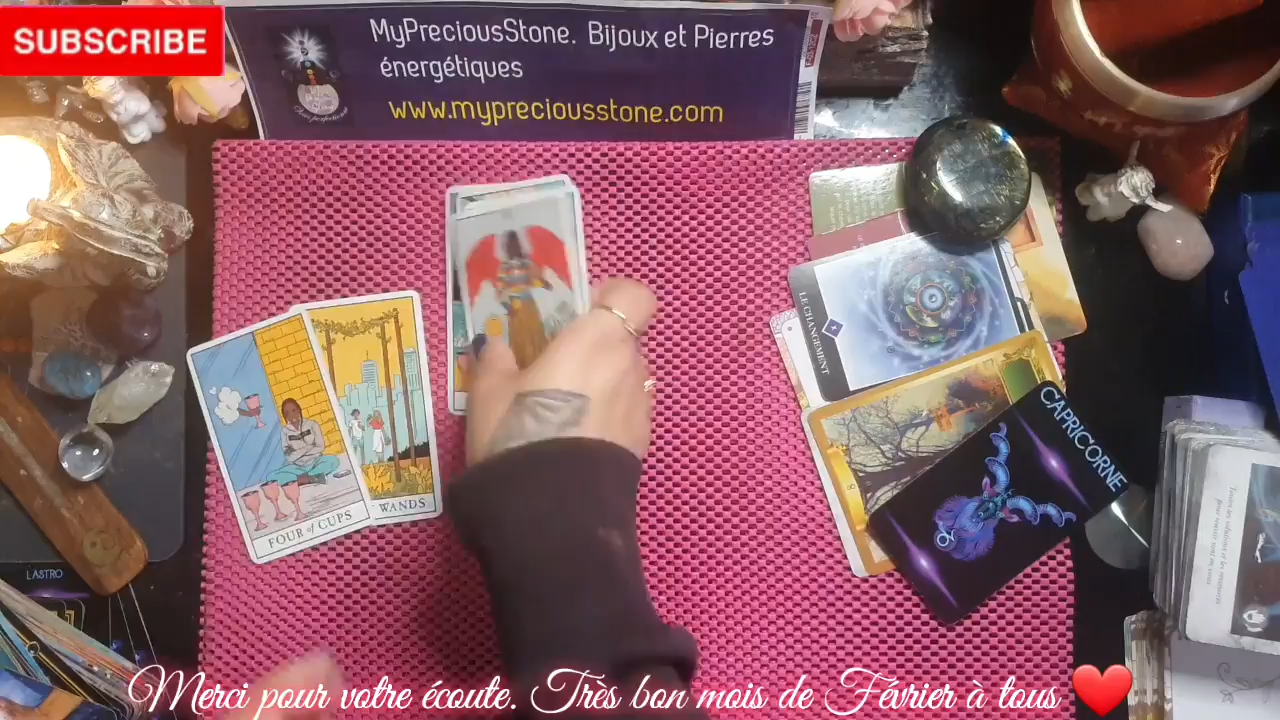 SUBSCRIBE
MyPreciousStone. Bijoux et Pierres
énergétiques
www.mypreciousstone.com
LE CHANGEMENT
CAPRICORNE
FOUR of CUPS
WANDS
L'ASTRO
Merci pour votre écoute. Très bon mois de Février à tous